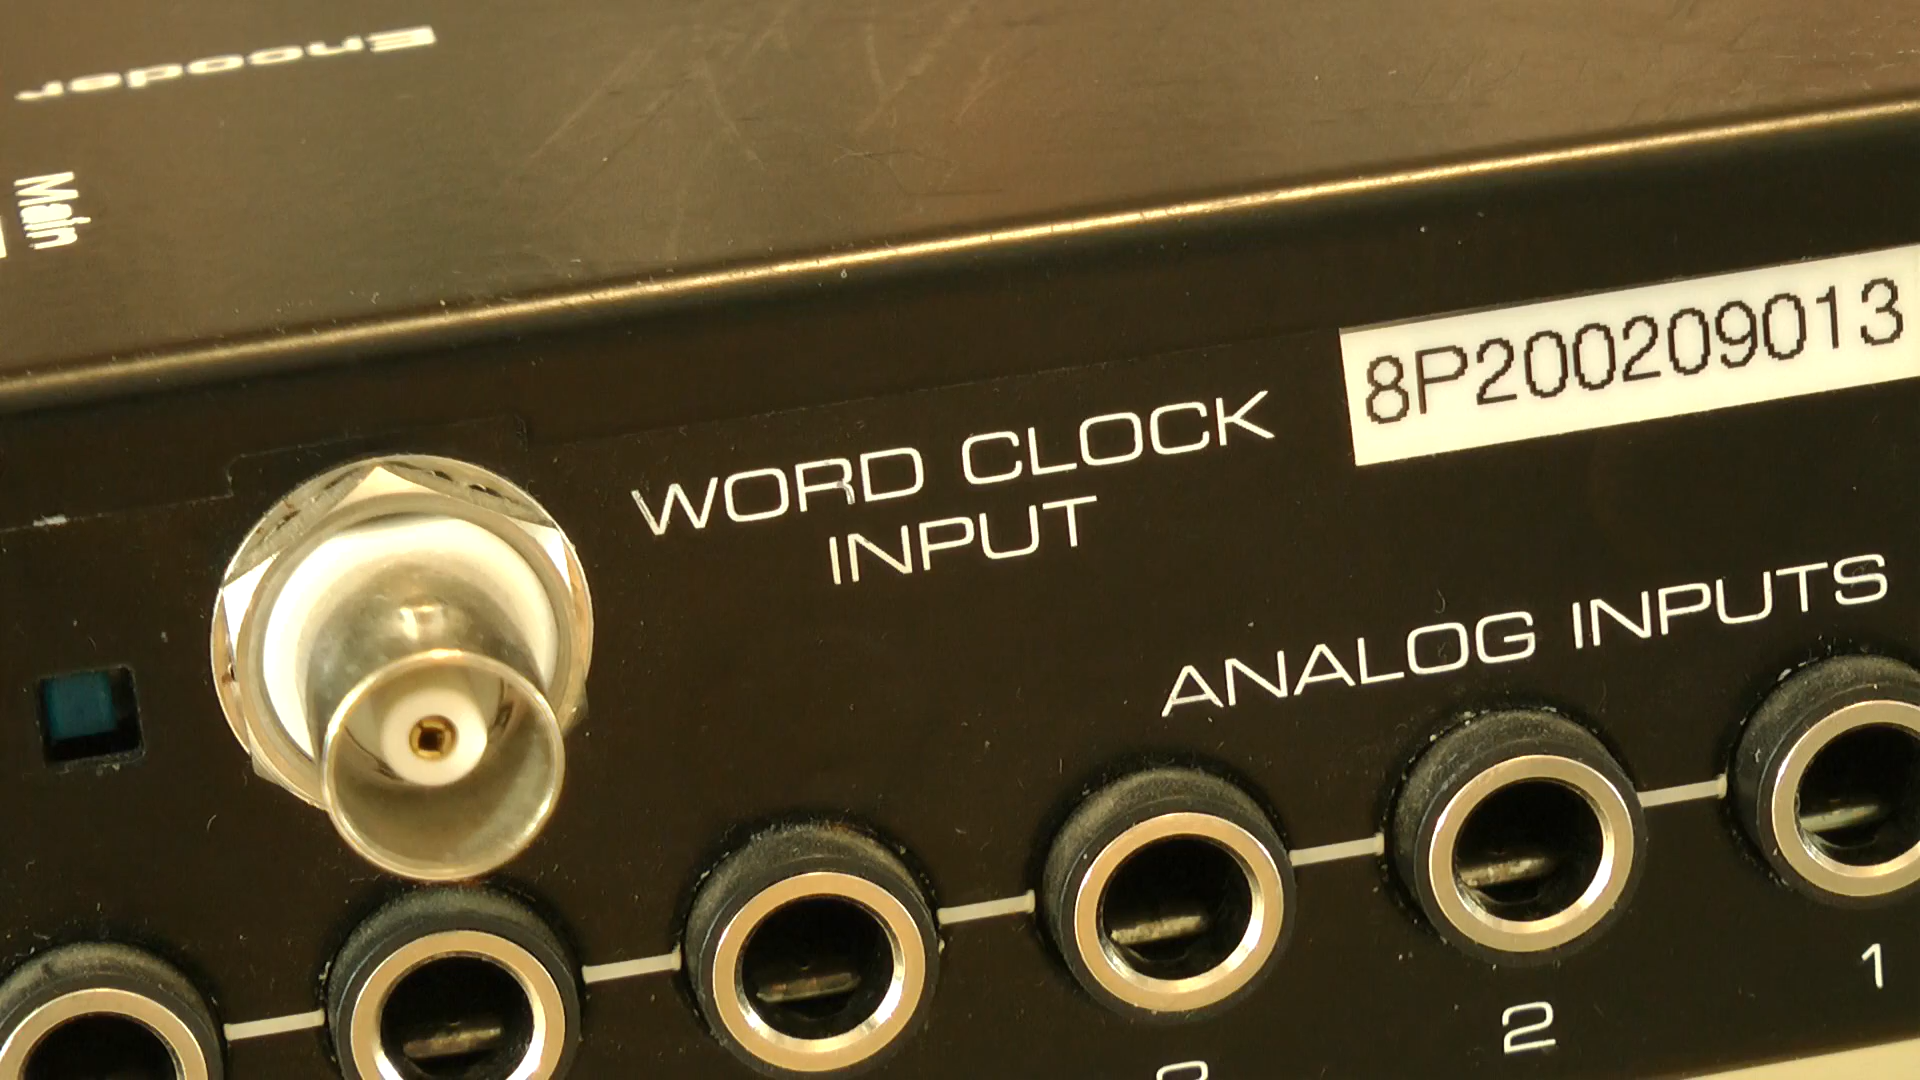 Encoder
Main
8P200209013
WORD CLOCK
INPUT
ANALOG INPUTS
1
2